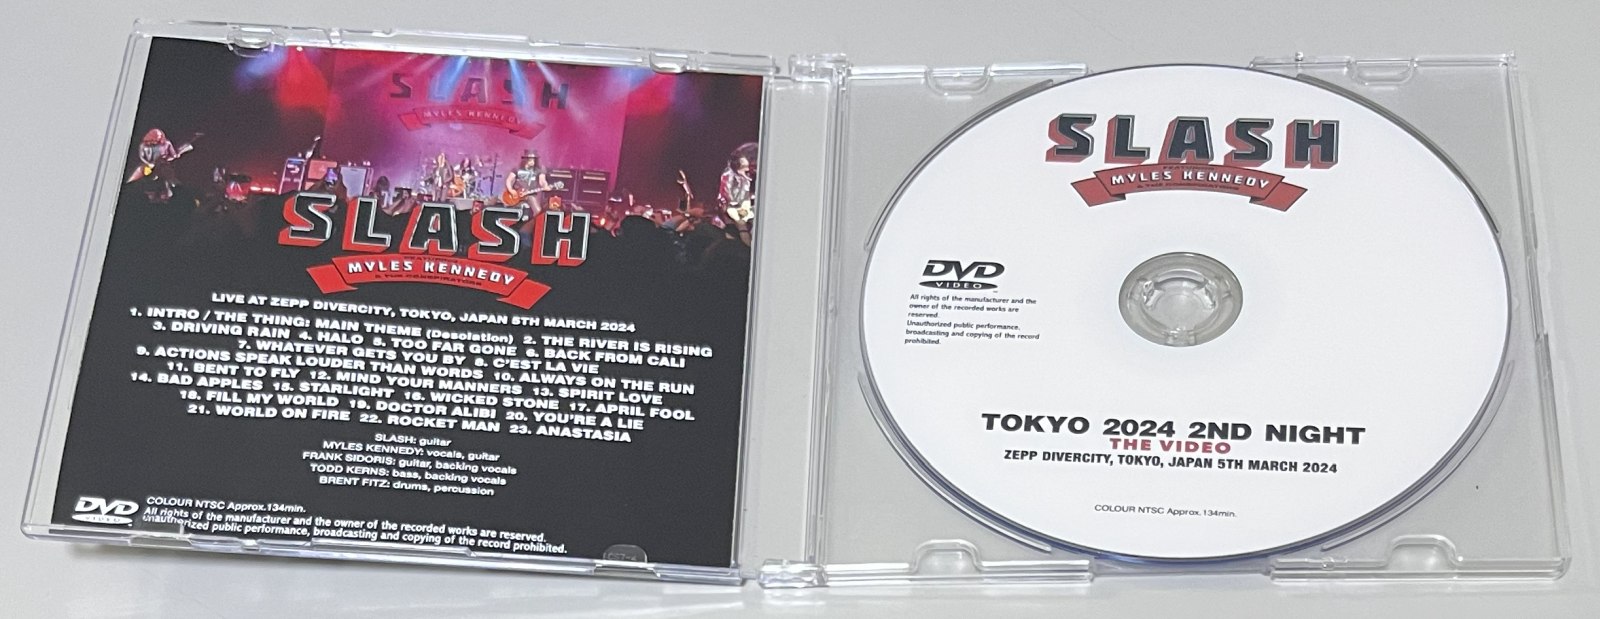 SLASH
MYLES KENNEDY
SLASH
FEATURING
MYLES KENNEDY
& THE CONSPIRATORS
LIVE AT ZEPP DIVERCITY, TOKYO, JAPAN 5TH MARCH 2024
1. INTRO / THE THING: MAIN THEME (Desolation) 2. THE RIVER IS RISING
3. DRIVING RAIN 4. HALO 5. TOO FAR GONE 6. BACK FROM CALI
7. WHATEVER GETS YOU BY 8. C'EST LA VIE
9. ACTIONS SPEAK LOUDER THAN WORDS 10. ALWAYS ON THE RUN
11. BENT TO FLY 12. MIND YOUR MANNERS 13. SPIRIT LOVE
14. BAD APPLES 15. STARLIGHT 16. WICKED STONE 17. APRIL FOOL
18. FILL MY WORLD 19. DOCTOR ALIBI 20. YOU'RE A LIE
21. WORLD ON FIRE 22. ROCKET MAN 23. ANASTASIA
SLASH: guitar
MYLES KENNEDY: vocals, guitar
FRANK SIDORIS: guitar, backing vocals
TODD KERNS: bass, backing vocals
BRENT FITZ: drums, percussion
DVD
VIDEO
COLOUR NTSC Approx.134min.
All rights of the manufacturer and the owner of the recorded works are reserved.
Unauthorized public performance, broadcasting and copying of the record prohibited.
SLASH
FEATURING
MYLES KENNEDY
& THE CONSPIRATORS
DVD
VIDEO
All rights of the manufacturer and the
owner of the recorded works are
reserved.
Unauthorized public performance,
broadcasting and copying of the record
prohibited.
TOKYO 2024 2ND NIGHT
THE VIDEO
ZEPP DIVERCITY, TOKYO, JAPAN 5TH MARCH 2024
COLOUR NTSC Approx.134min.